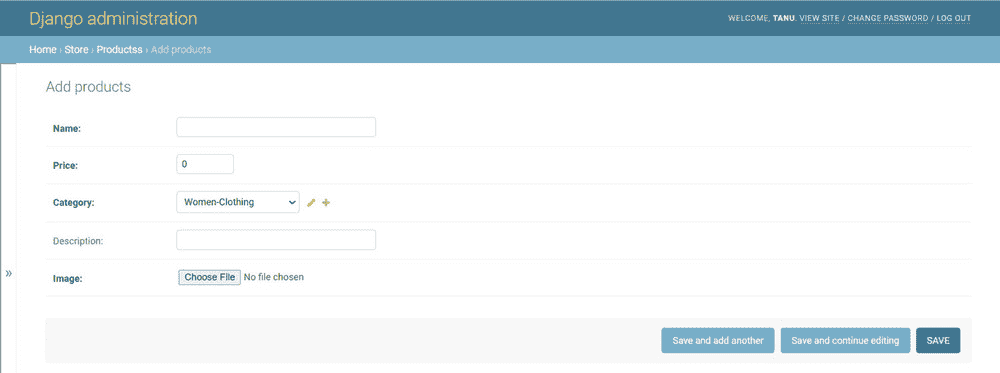 Django administration
WELCOME, TANU. VIEW SITE / CHANGE PASSWORD / LOG OUT
Home › Store › Productss › Add products
Add products
Name:
Price: 0
Category: Women-Clothing
Description:
»
Image: Choose File No file chosen
Save and add another Save and continue editing SAVE